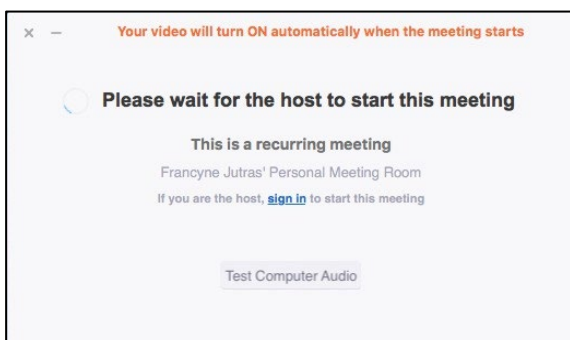 Your video will turn ON automatically when the meeting starts
Please wait for the host to start this meeting
This is a recurring meeting
Francyne Jutras' Personal Meeting Room
If you are the host, sign in to start this meeting
Test Computer Audio